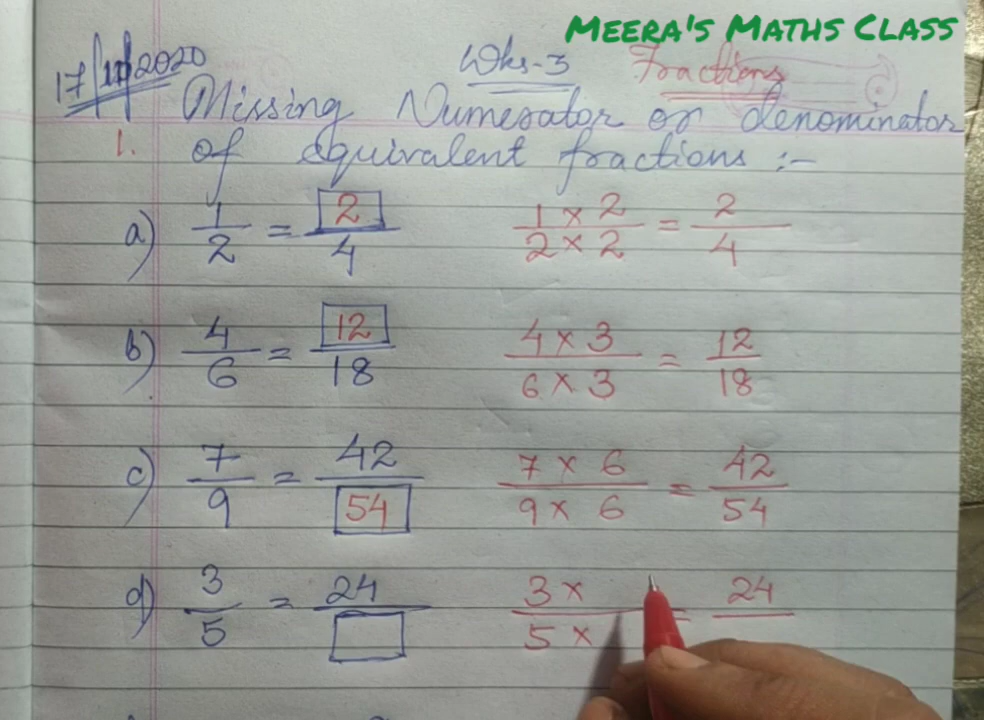 MEERA'S MATHS CLASS
17/11/2020 Wks-3 Fractions
Missing Numerator or denominator
1. of equivalent fractions :-
a) 1/2 = 2/4 1 × 2 / 2 × 2 = 2/4
b) 4/6 = 12/18 4 × 3 / 6 × 3 = 12/18
c) 7/9 = 42/54 7 × 6 / 9 × 6 = 42/54
d) 3/5 = 24/ 3 × / 5 × = 24/